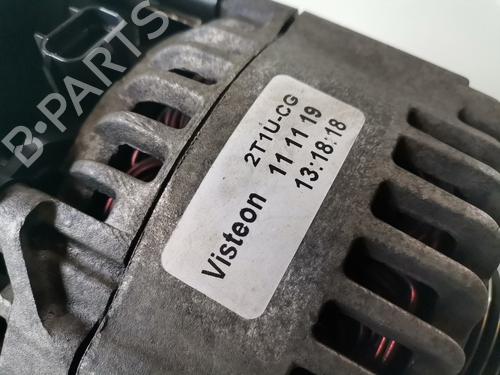 B-PARTS
Visteon
2T1U-CG
11 11 19
13:18:18